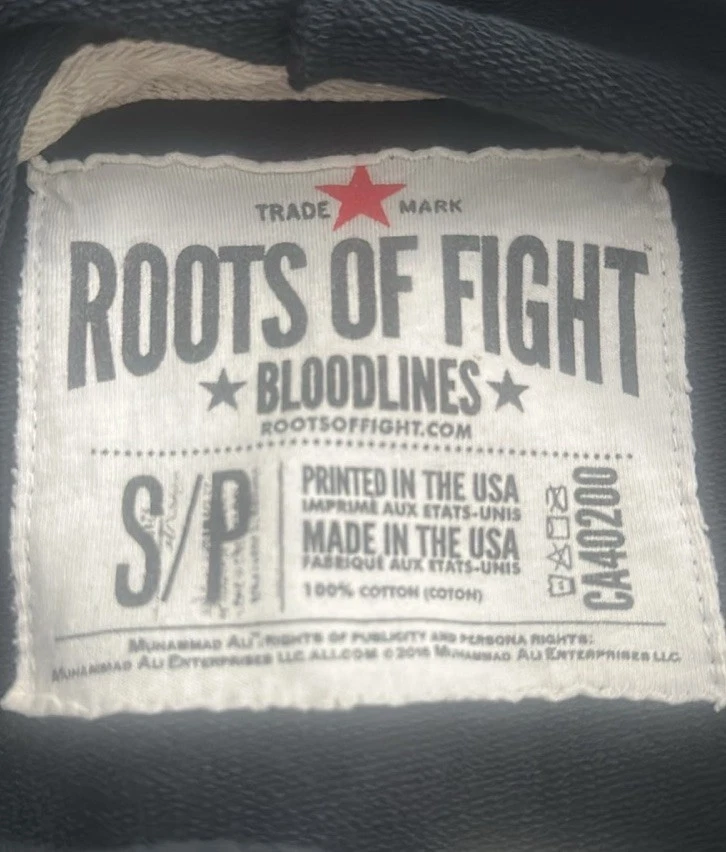 TRADE MARK
ROOTS OF FIGHT
BLOODLINES
ROOTSOFFIGHT.COM
S/P
PRINTED IN THE USA
IMPRIMÉ AUX ETATS-UNIS
MADE IN THE USA
FABRIQUÉ AUX ETATS-UNIS
100% COTTON (COTON)
CA40200
MUHAMMAD ALI RIGHTS OF PUBLICITY AND PERSONA RIGHTS:
MUHAMMAD ALI ENTERPRISES LLC ALI.COM © 2016 MUHAMMAD ALI ENTERPRISES LLC